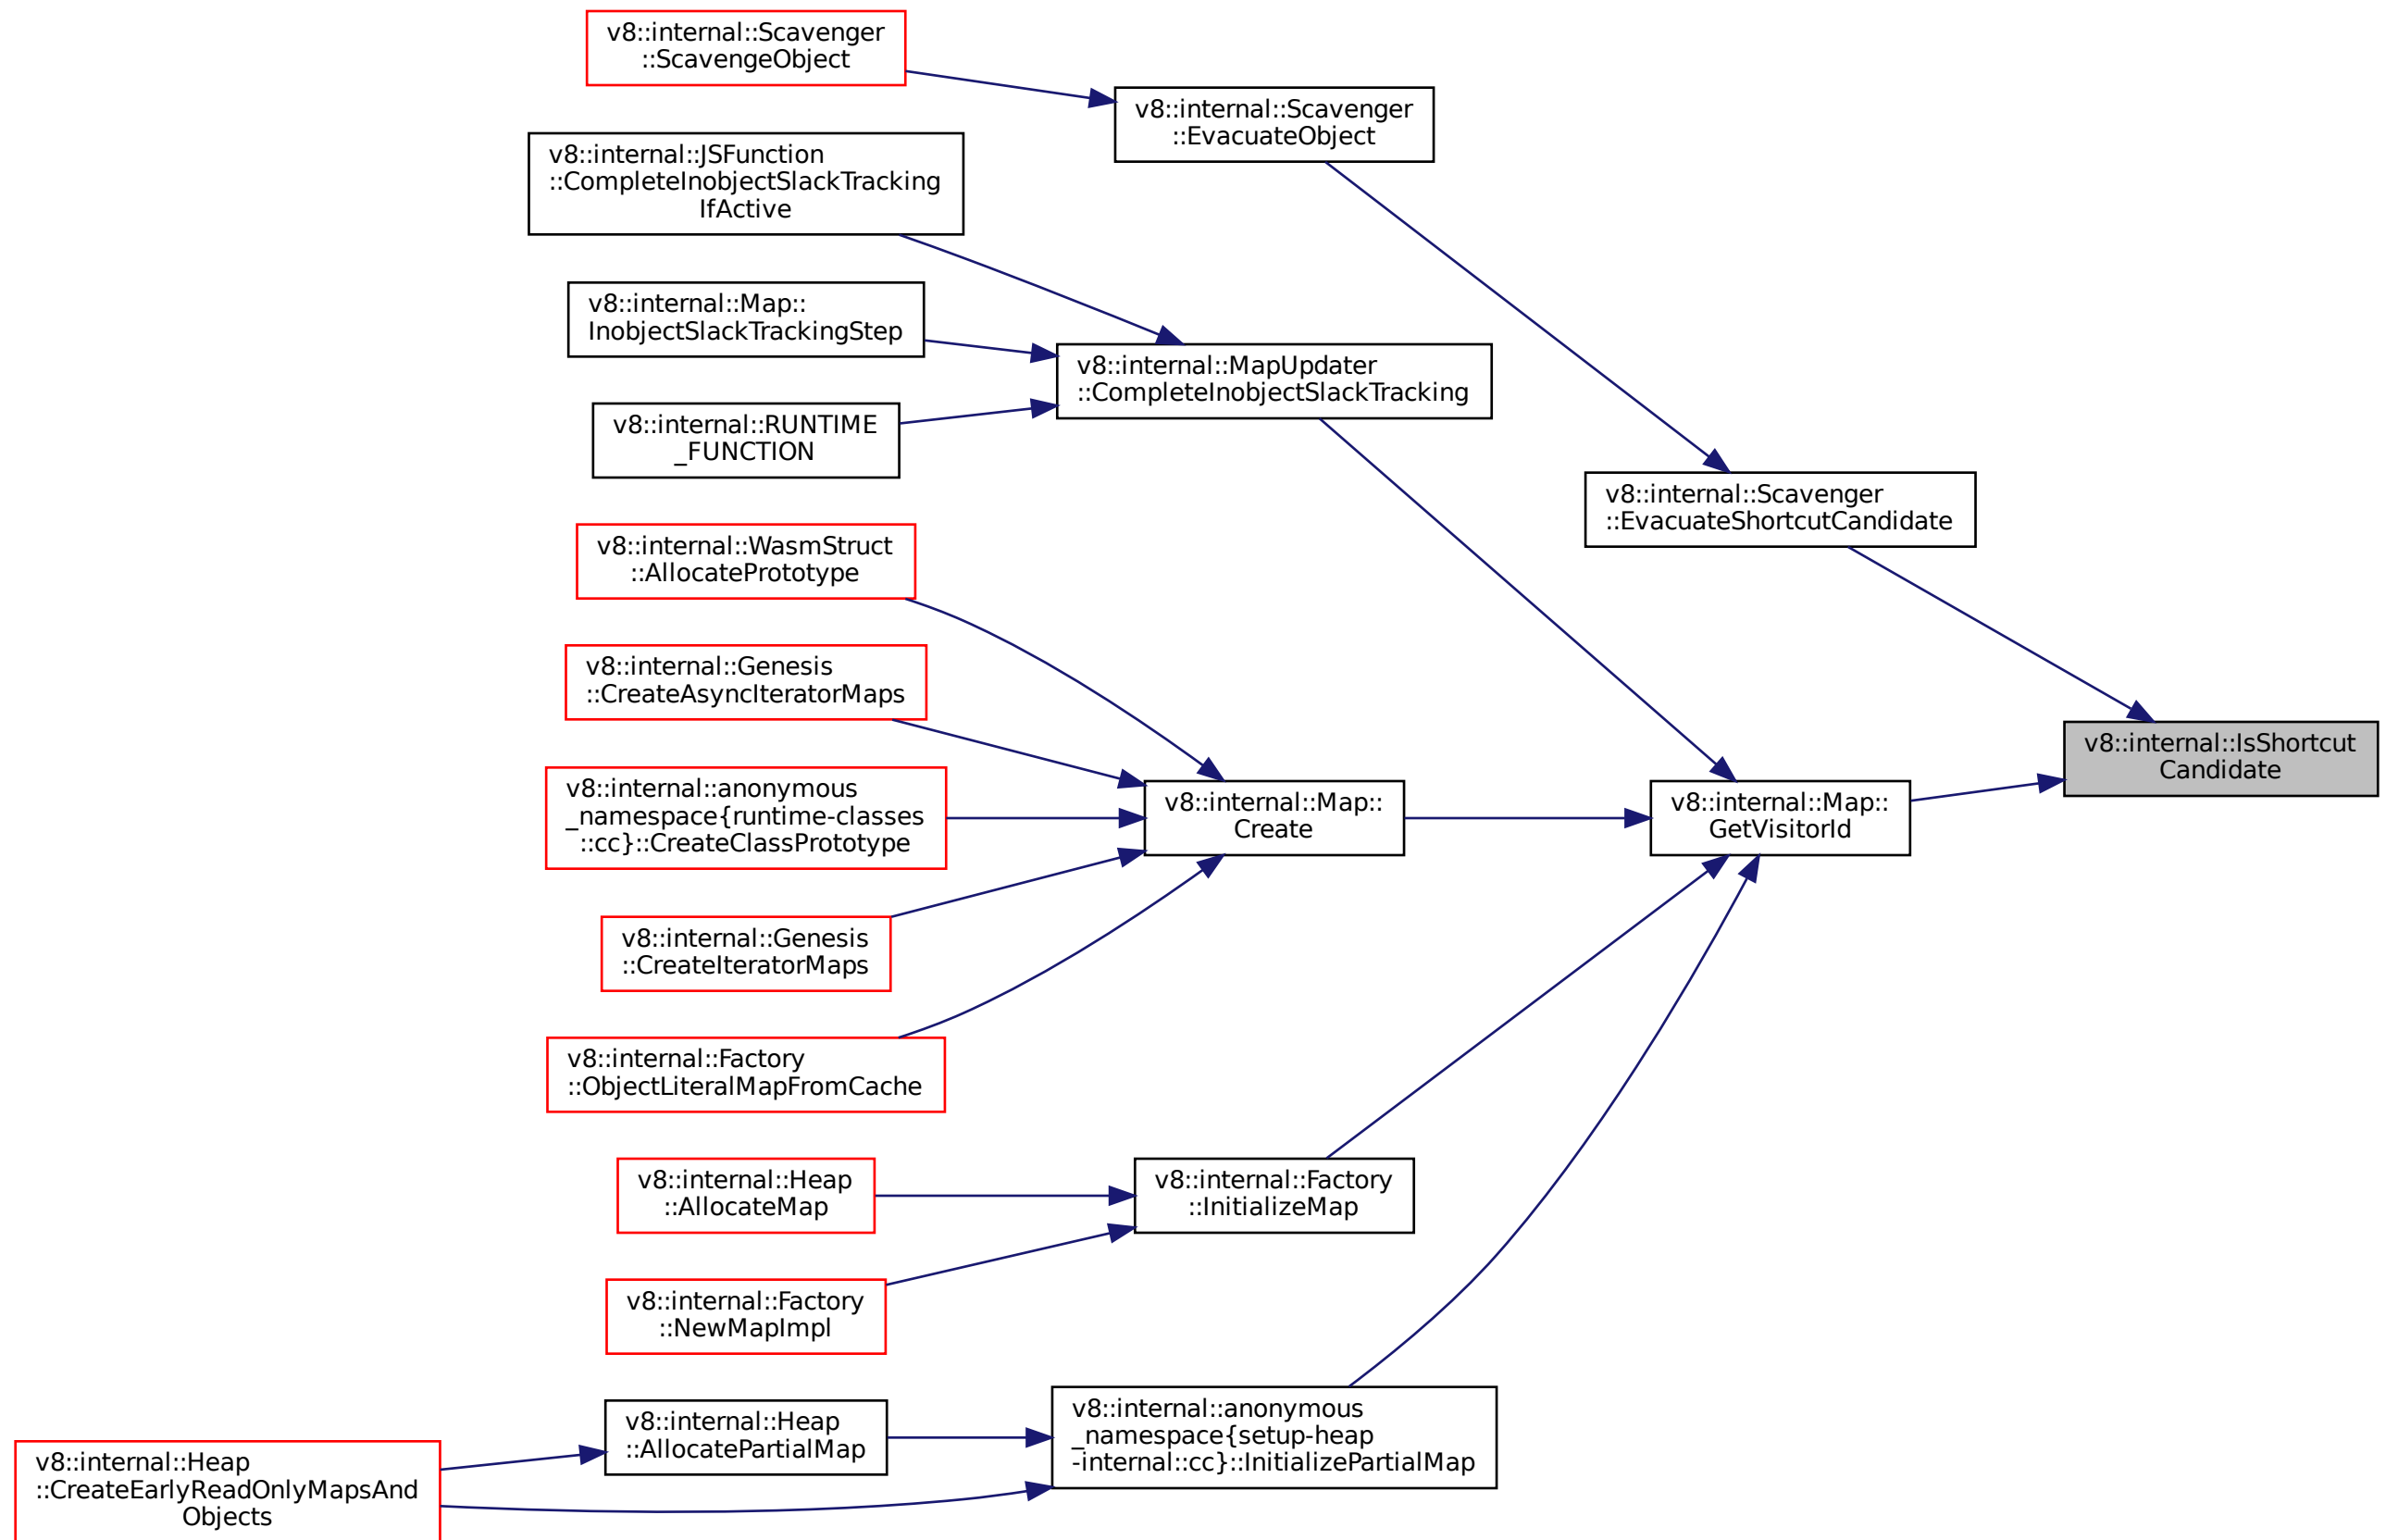 v8::internal::Scavenger
::ScavengeObject
v8::internal::Scavenger
::EvacuateObject
v8::internal::JSFunction
::CompleteInobjectSlackTracking
IfActive
v8::internal::Map::
InobjectSlackTrackingStep
v8::internal::MapUpdater
::CompleteInobjectSlackTracking
v8::internal::RUNTIME
_FUNCTION
v8::internal::Scavenger
::EvacuateShortcutCandidate
v8::internal::WasmStruct
::AllocatePrototype
v8::internal::Genesis
::CreateAsyncIteratorMaps
v8::internal::IsShortcut
Candidate
v8::internal::anonymous
_namespace{runtime-classes
::cc}::CreateClassPrototype
v8::internal::Map::
Create
v8::internal::Map::
GetVisitorId
v8::internal::Genesis
::CreateIteratorMaps
v8::internal::Factory
::ObjectLiteralMapFromCache
v8::internal::Heap
::AllocateMap
v8::internal::Factory
::InitializeMap
v8::internal::Factory
::NewMapImpl
v8::internal::anonymous
_namespace{setup-heap
-internal::cc}::InitializePartialMap
v8::internal::Heap
::AllocatePartialMap
v8::internal::Heap
::CreateEarlyReadOnlyMapsAnd
Objects